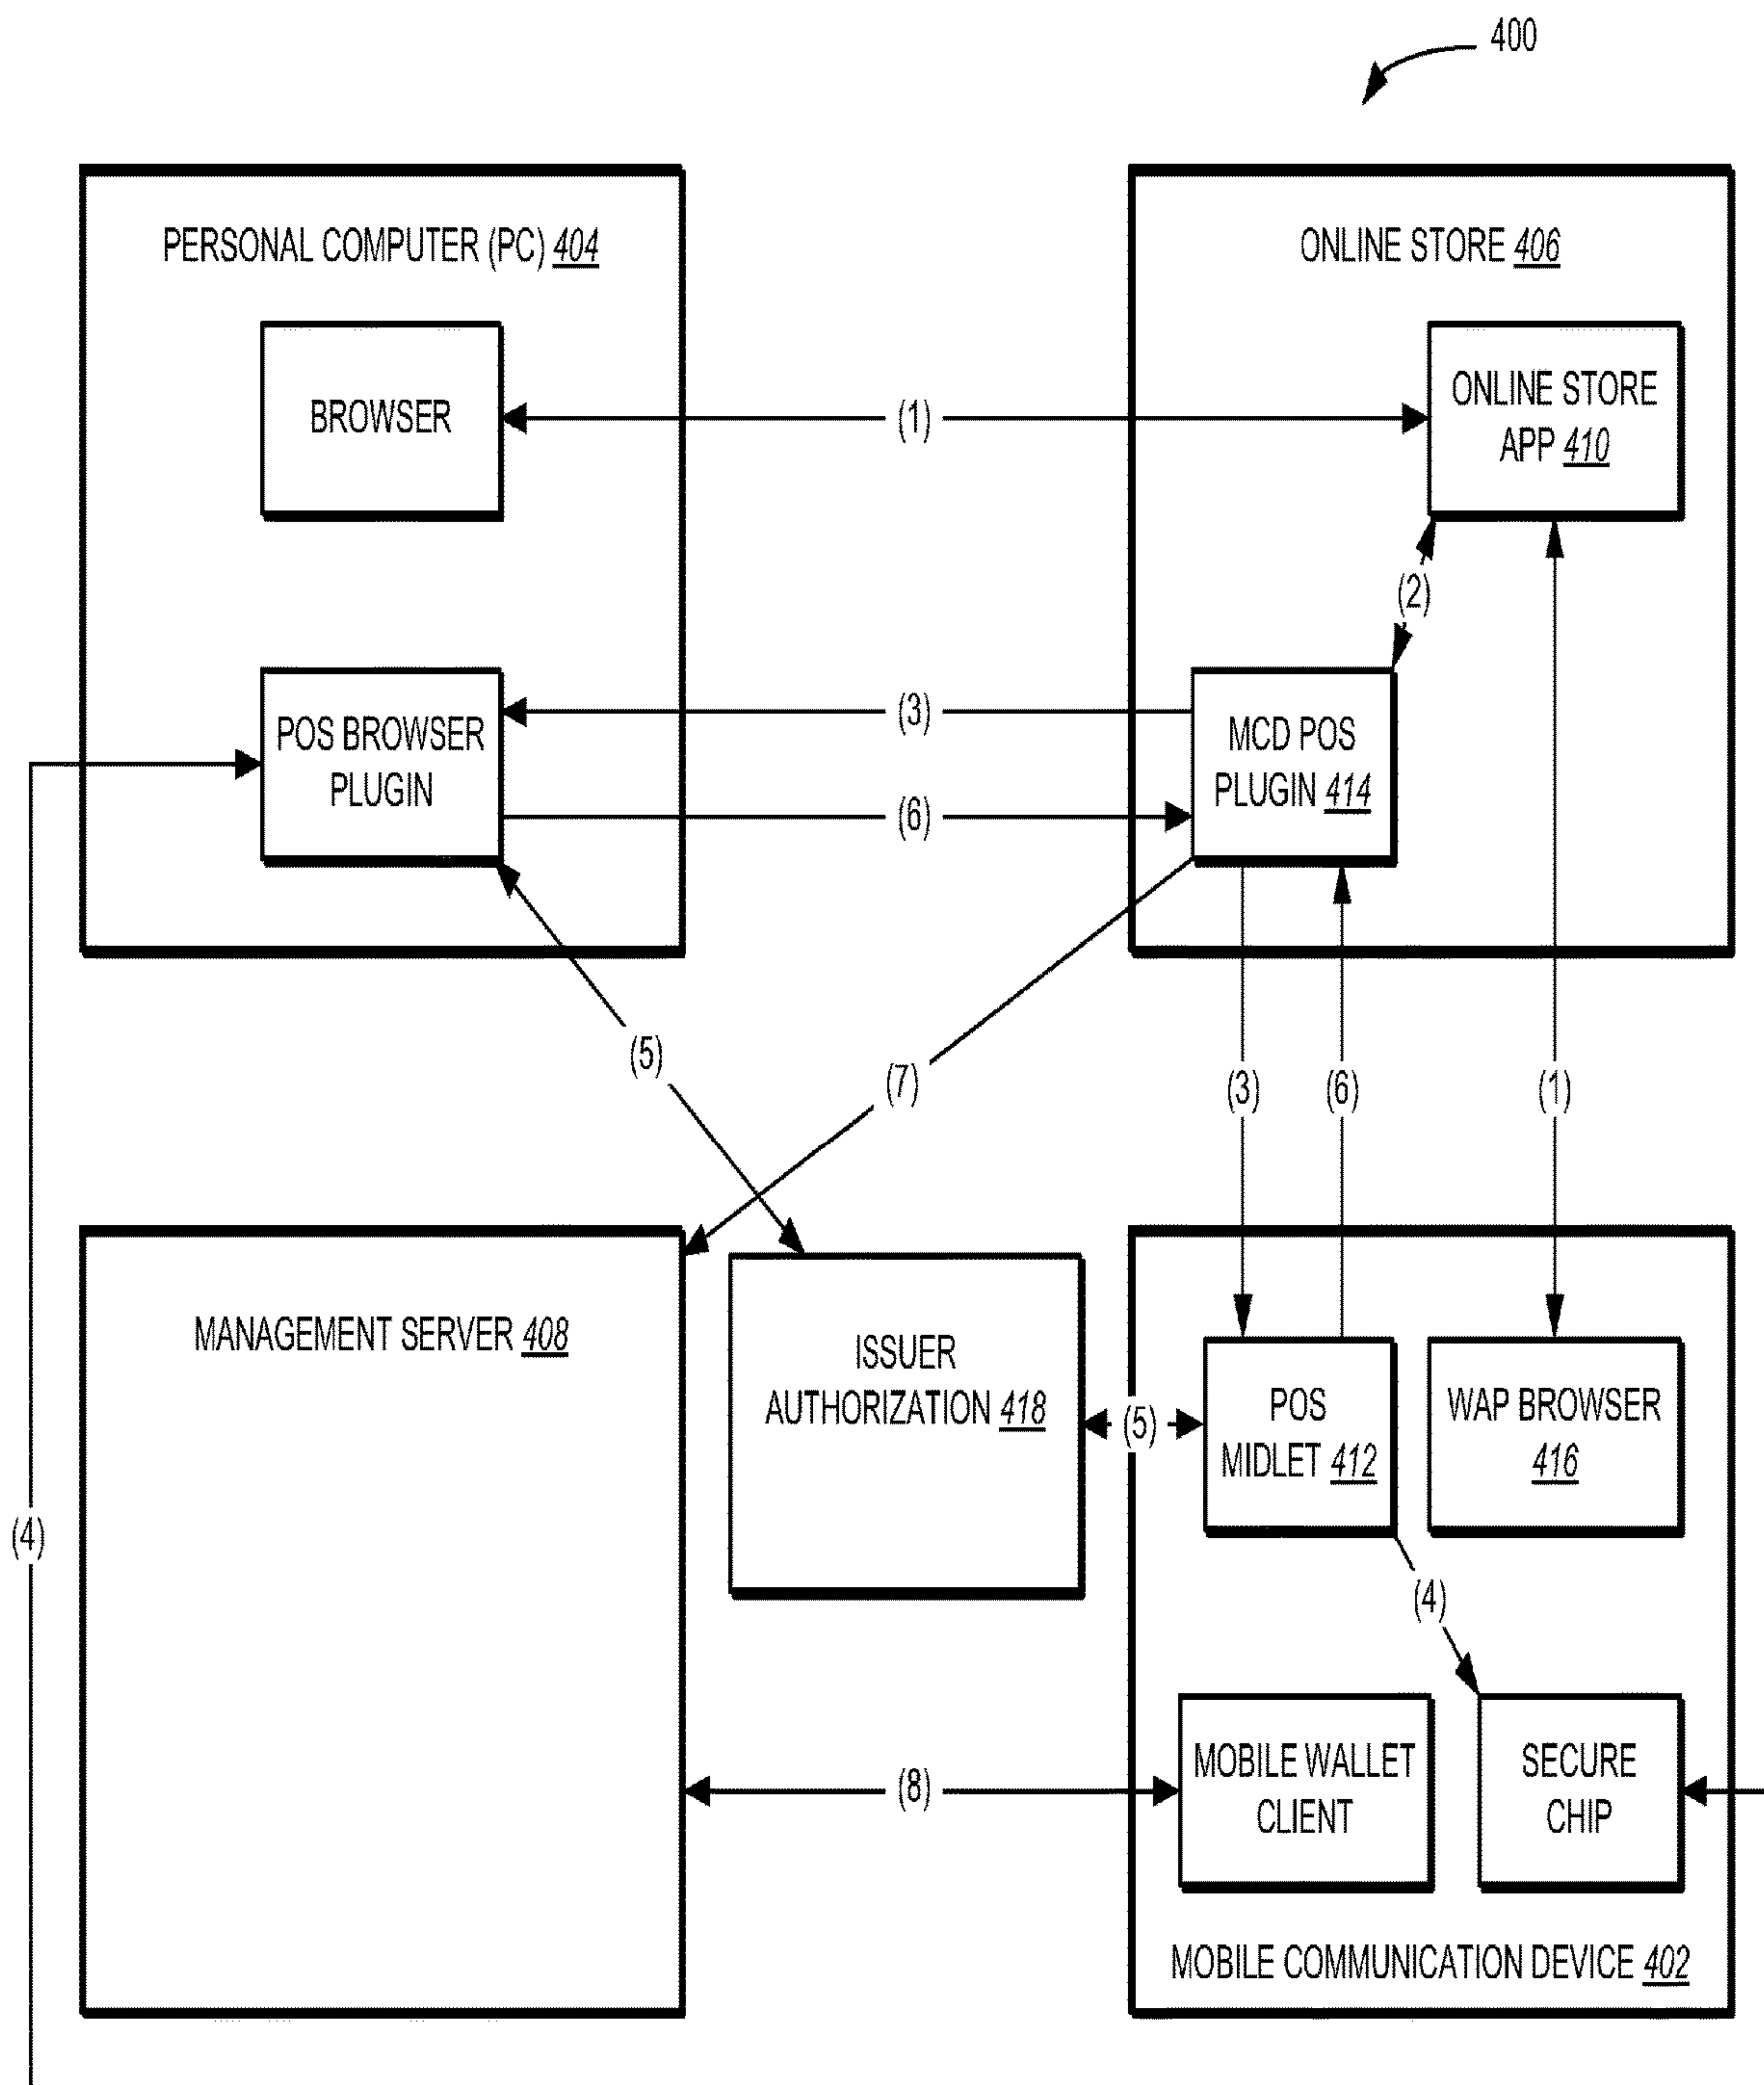 400
PERSONAL COMPUTER (PC) 404
ONLINE STORE 406
BROWSER
(1)
ONLINE STORE
APP 410
(2)
POS BROWSER
PLUGIN
(3)
(6)
MCD POS
PLUGIN 414
(5)
(7)
(3)
(6)
(1)
MANAGEMENT SERVER 408
ISSUER
AUTHORIZATION 418
(5)
POS
MIDLET 412
WAP BROWSER
416
(4)
(4)
(8)
MOBILE WALLET
CLIENT
SECURE
CHIP
MOBILE COMMUNICATION DEVICE 402